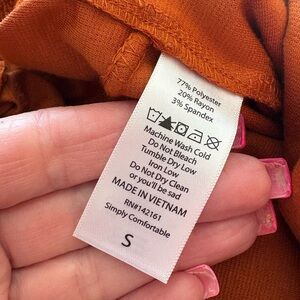 77% Polyester
20% Rayon
3% Spandex
Machine Wash Cold
Do Not Bleach
Tumble Dry Low
Iron Low
Do Not Dry Clean
or you'll be sad
MADE IN VIETNAM
RN#142161
Simply Comfortable
S